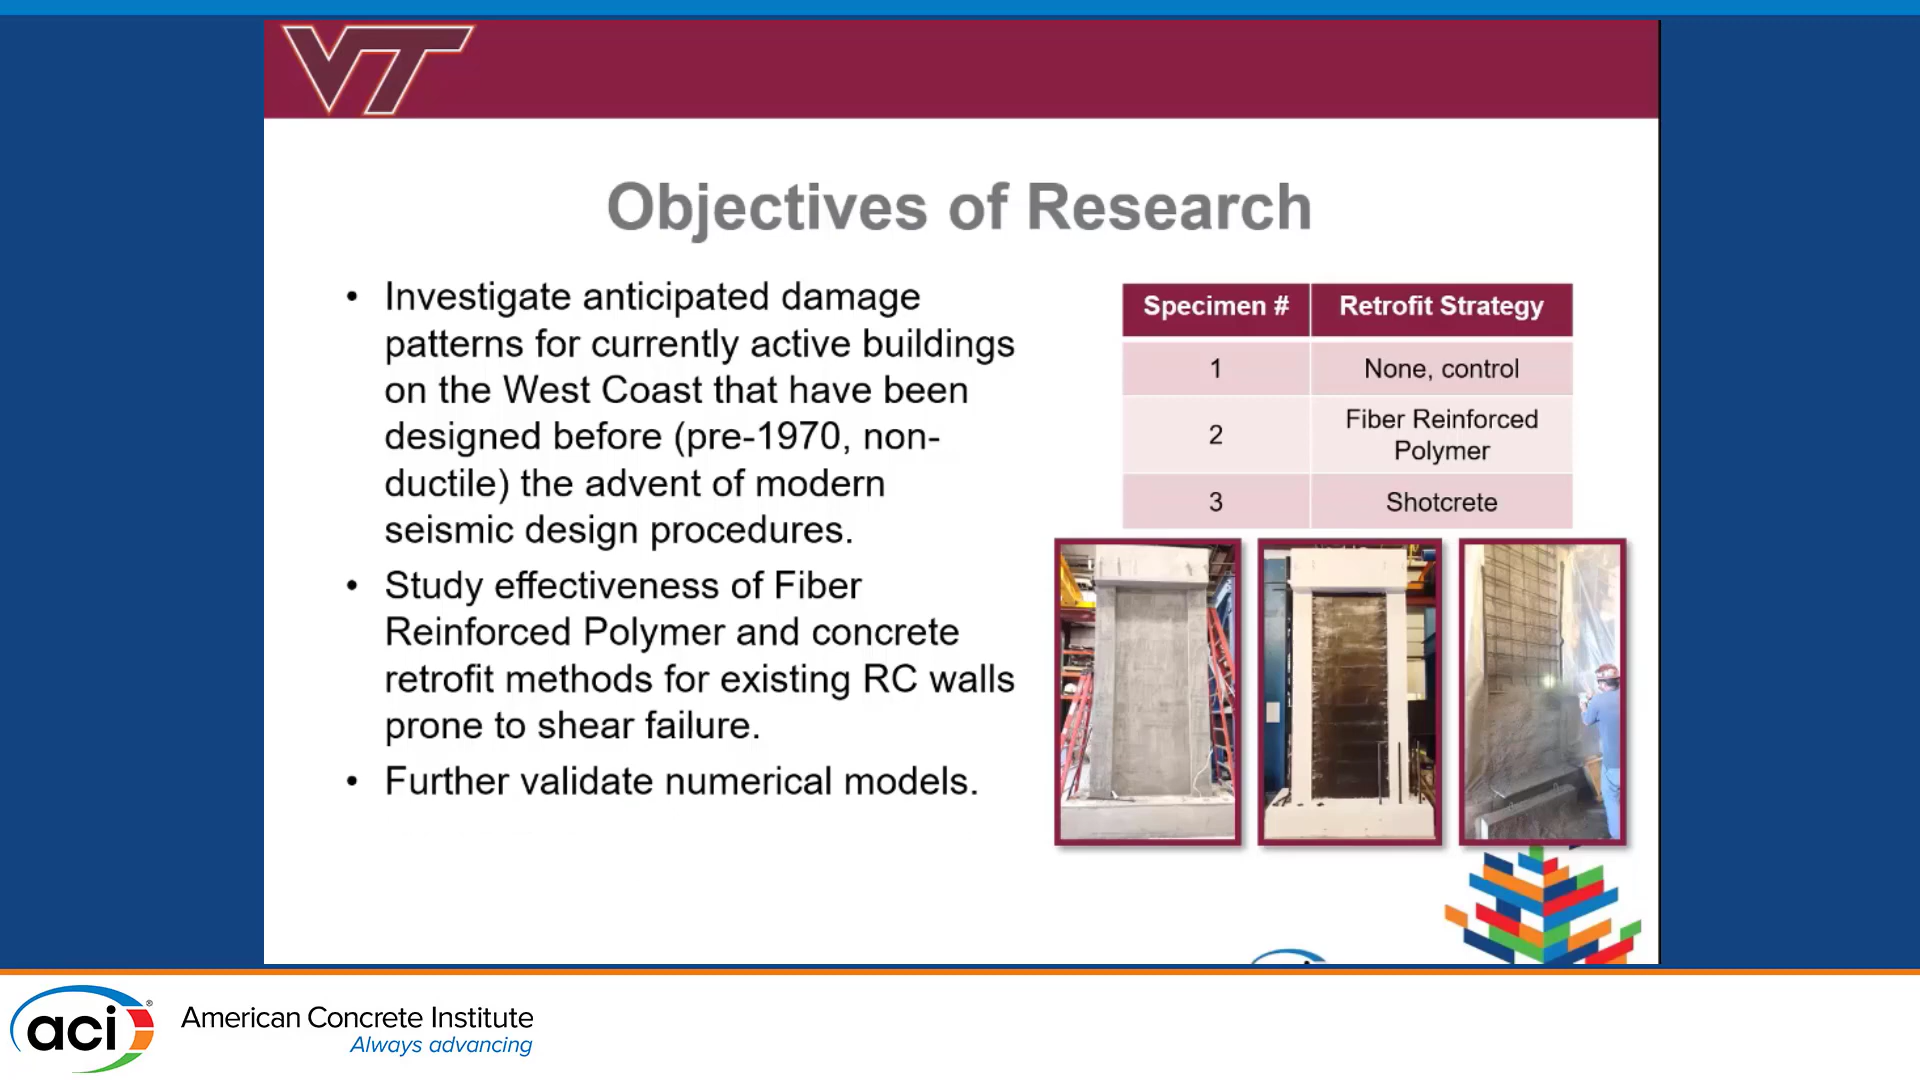 VT
Objectives of Research
• Investigate anticipated damage
patterns for currently active buildings
on the West Coast that have been
designed before (pre-1970, non-
ductile) the advent of modern
seismic design procedures.
• Study effectiveness of Fiber
Reinforced Polymer and concrete
retrofit methods for existing RC walls
prone to shear failure.
• Further validate numerical models.
Specimen # Retrofit Strategy
1 None, control
2 Fiber Reinforced
Polymer
3 Shotcrete
aci®
American Concrete Institute
Always advancing